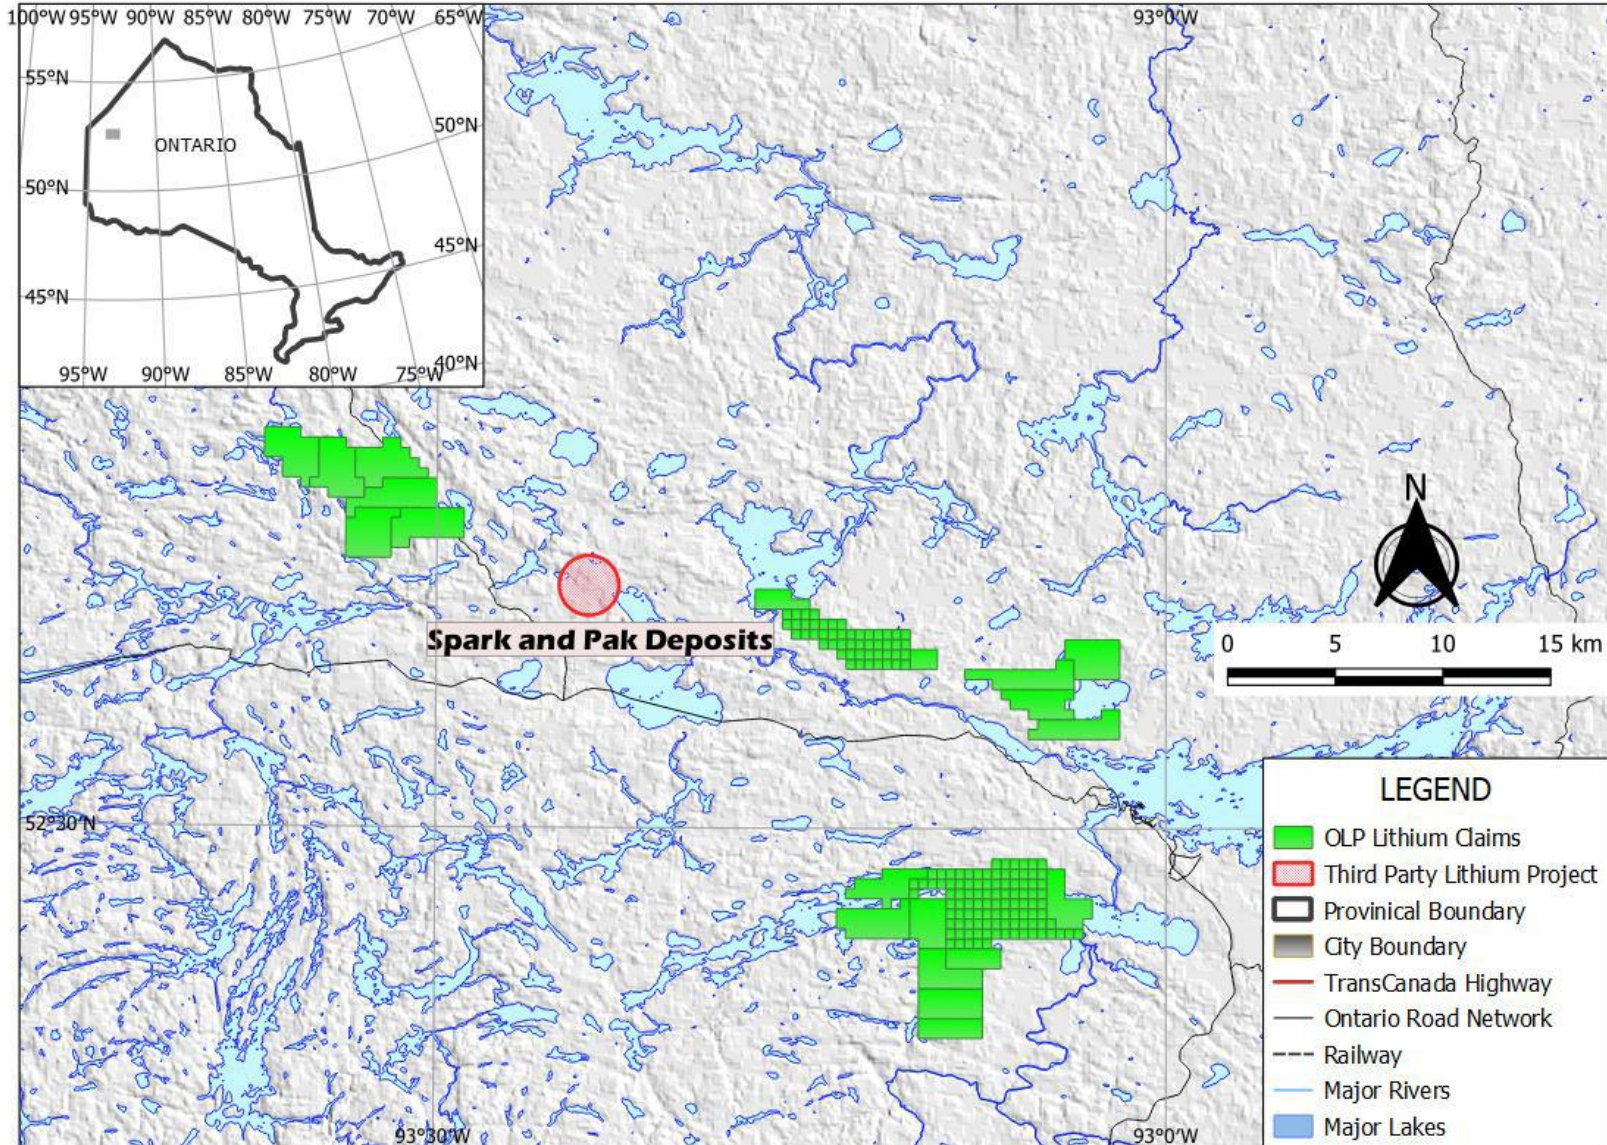 100°W 95°W 90°W 85°W 80°W 75°W 70°W 65°W
93°0'W
55°N
50°N
ONTARIO
50°N
45°N
45°N
40°N
95°W 90°W 85°W 80°W 75°W
N
Spark and Pak Deposits
0 5 10 15 km
LEGEND
52°30'N
OLP Lithium Claims
Third Party Lithium Project
Provinical Boundary
City Boundary
TransCanada Highway
Ontario Road Network
Railway
Major Rivers
Major Lakes
93°30'W
93°0'W